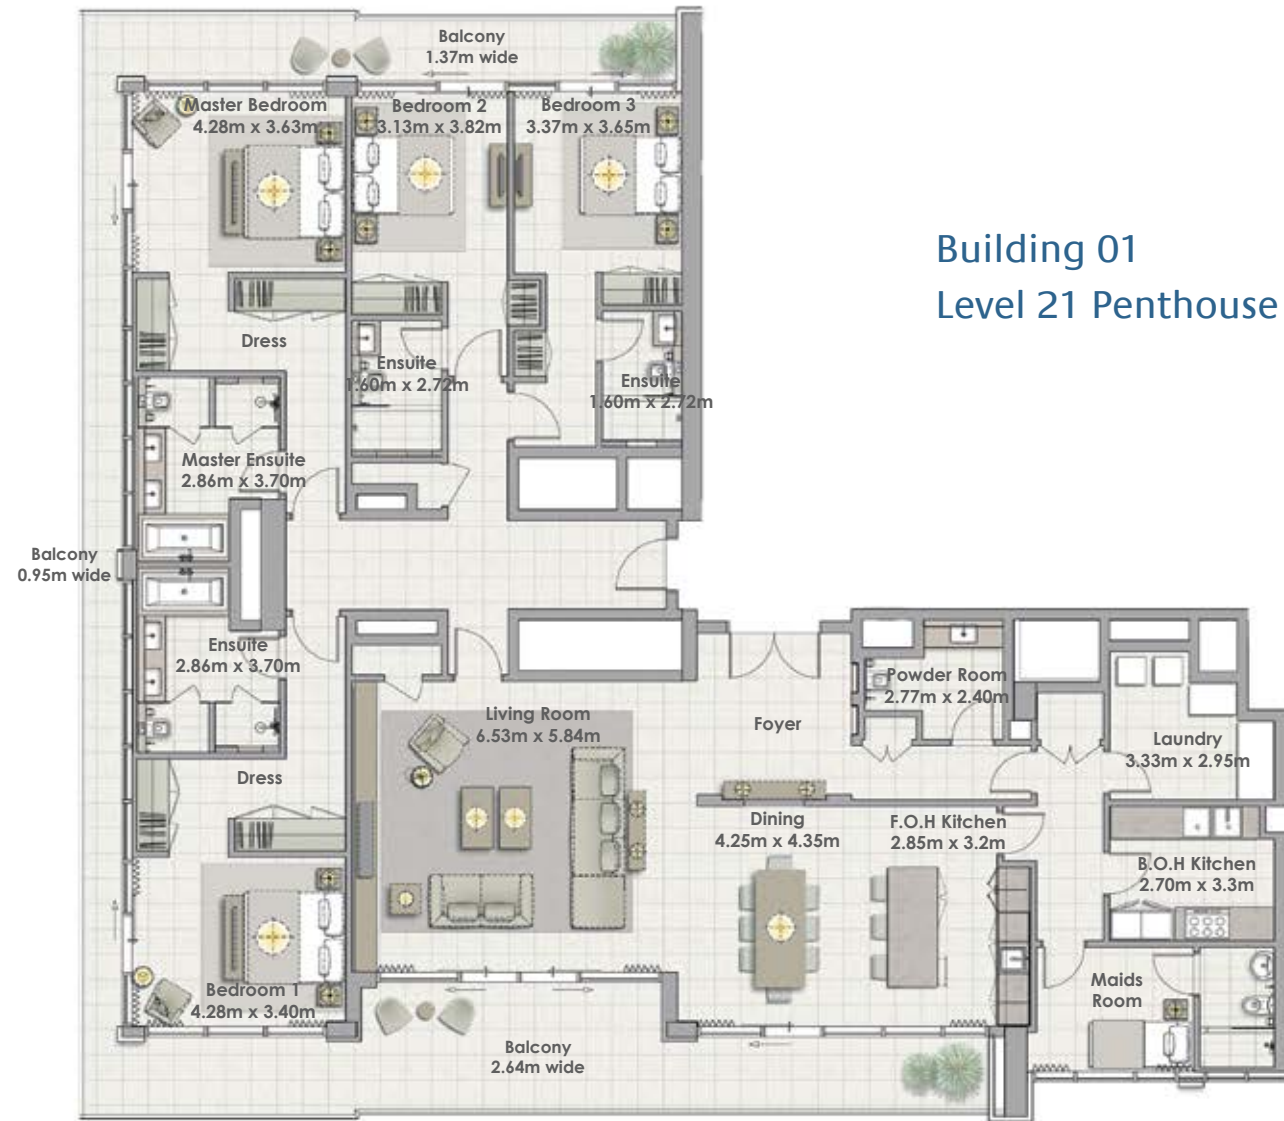 Balcony
1.37m wide
Master Bedroom
4.28m x 3.63m
Bedroom 2
3.13m x 3.82m
Bedroom 3
3.37m x 3.65m
Building 01
Level 21 Penthouse
Dress
Ensuite
1.60m x 2.72m
Ensuite
1.60m x 2.72m
Master Ensuite
2.86m x 3.70m
Balcony
0.95m wide
Ensuite
2.86m x 3.70m
Powder Room
2.77m x 2.40m
Living Room
6.53m x 5.84m
Foyer
Laundry
3.33m x 2.95m
Dress
Dining
4.25m x 4.35m
F.O.H Kitchen
2.85m x 3.2m
B.O.H Kitchen
2.70m x 3.3m
Bedroom 1
4.28m x 3.40m
Maids
Room
Balcony
2.64m wide